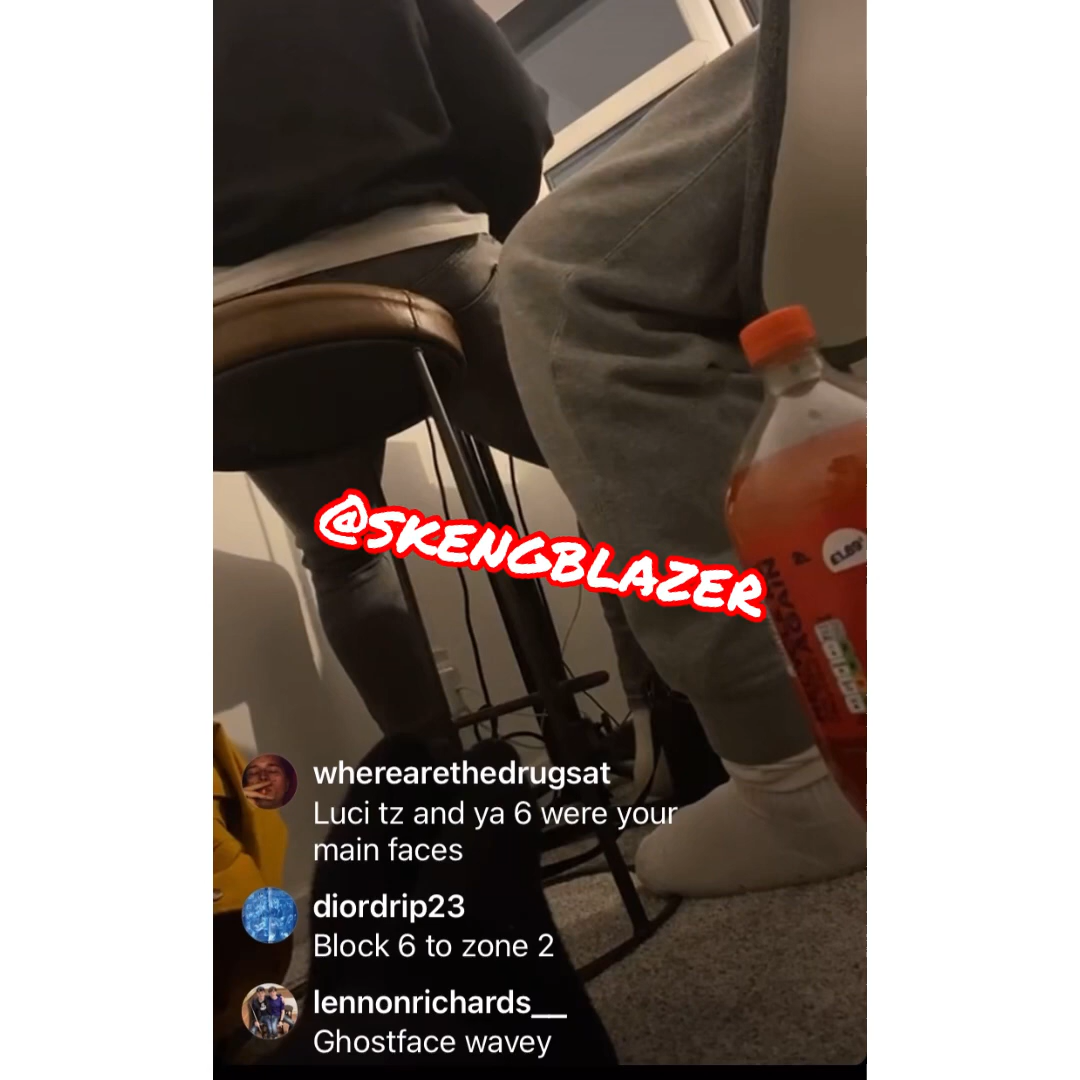 @SKENGBLAZER
wherearethedrugsat
Luci tz and ya 6 were your
main faces
diordrip23
Block 6 to zone 2
lennonrichards__
Ghostface wavey